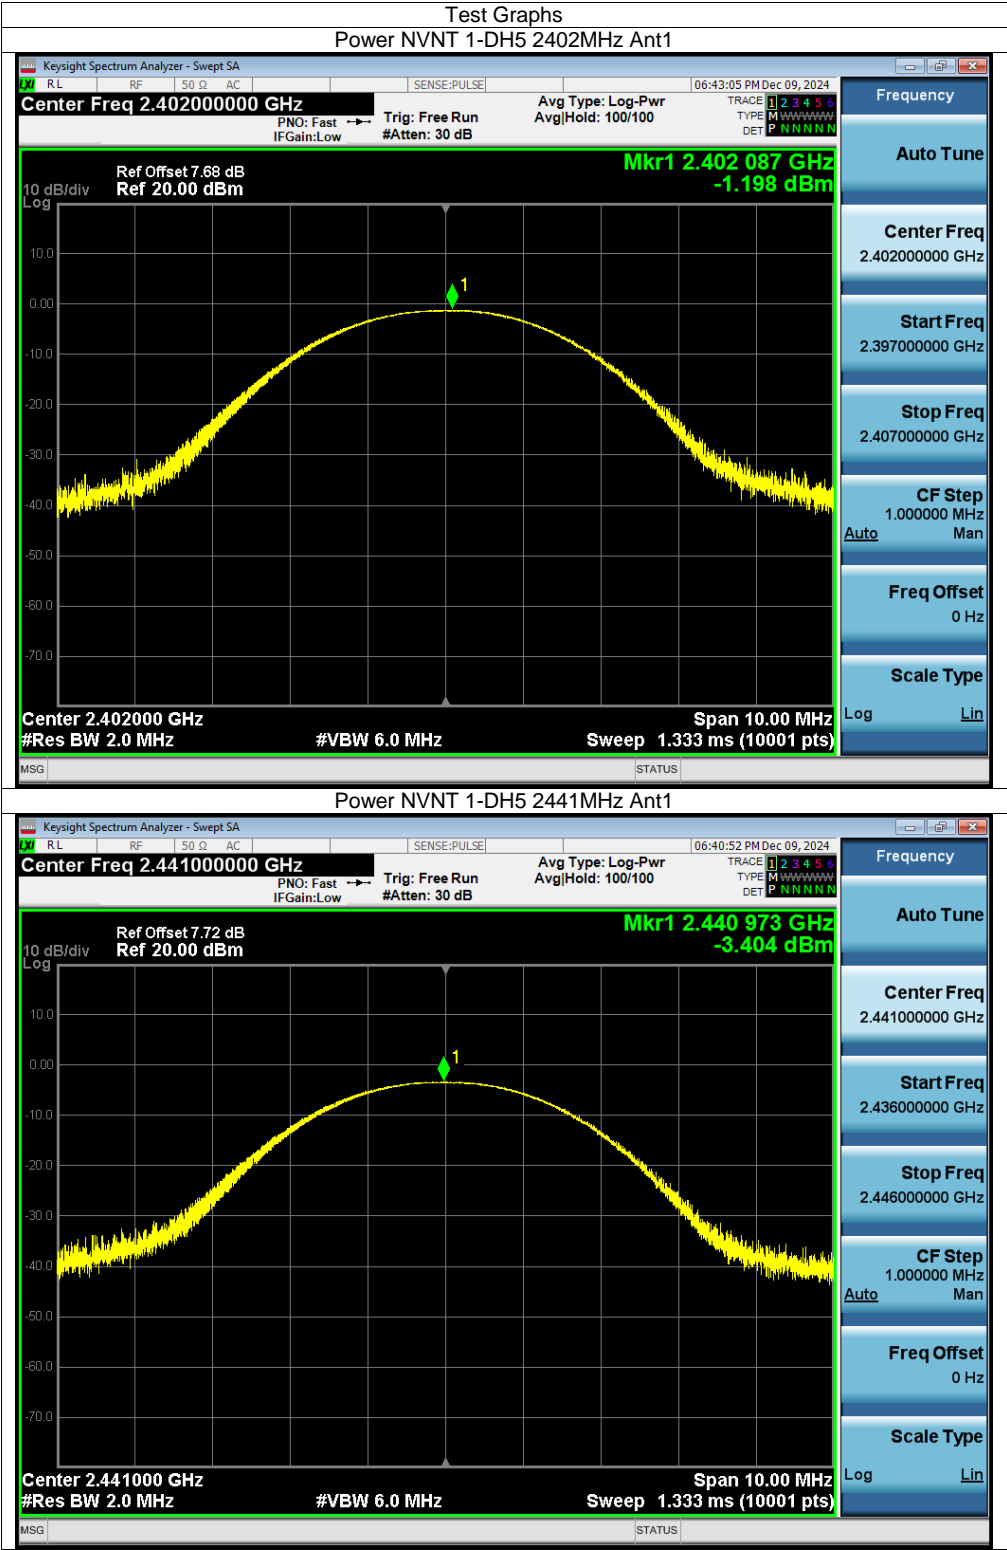 Test Graphs
Power NVNT 1-DH5 2402MHz Ant1
Keysight Spectrum Analyzer - Swept SA
LXI RL RF 50 Ω AC SENSE:PULSE 06:43:05 PM Dec 09, 2024
Center Freq 2.402000000 GHz
PNO: Fast
IFGain:Low
Trig: Free Run
#Atten: 30 dB
Avg Type: Log-Pwr
Avg|Hold: 100/100
TRACE 1 2 3 4 5 6
TYPE M WWWWW
DET P N N N N N
Frequency
Mkr1 2.402 087 GHz
-1.198 dBm
Ref Offset 7.68 dB
10 dB/div Ref 20.00 dBm
Log
10.0
0.00
-10.0
-20.0
-30.0
-40.0
-50.0
-60.0
-70.0
1
Center 2.402000 GHz
Span 10.00 MHz
#Res BW 2.0 MHz
#VBW 6.0 MHz
Sweep 1.333 ms (10001 pts)
Auto Tune
Center Freq
2.402000000 GHz
Start Freq
2.397000000 GHz
Stop Freq
2.407000000 GHz
CF Step
1.000000 MHz
Auto Man
Freq Offset
0 Hz
Scale Type
Log Lin
MSG STATUS
Power NVNT 1-DH5 2441MHz Ant1
Keysight Spectrum Analyzer - Swept SA
LXI RL RF 50 Ω AC SENSE:PULSE 06:40:52 PM Dec 09, 2024
Center Freq 2.441000000 GHz
PNO: Fast
IFGain:Low
Trig: Free Run
#Atten: 30 dB
Avg Type: Log-Pwr
Avg|Hold: 100/100
TRACE 1 2 3 4 5 6
TYPE M WWWWW
DET P N N N N N
Frequency
Mkr1 2.440 973 GHz
-3.404 dBm
Ref Offset 7.72 dB
10 dB/div Ref 20.00 dBm
Log
10.0
0.00
-10.0
-20.0
-30.0
-40.0
-50.0
-60.0
-70.0
1
Center 2.441000 GHz
Span 10.00 MHz
#Res BW 2.0 MHz
#VBW 6.0 MHz
Sweep 1.333 ms (10001 pts)
Auto Tune
Center Freq
2.441000000 GHz
Start Freq
2.436000000 GHz
Stop Freq
2.446000000 GHz
CF Step
1.000000 MHz
Auto Man
Freq Offset
0 Hz
Scale Type
Log Lin
MSG STATUS